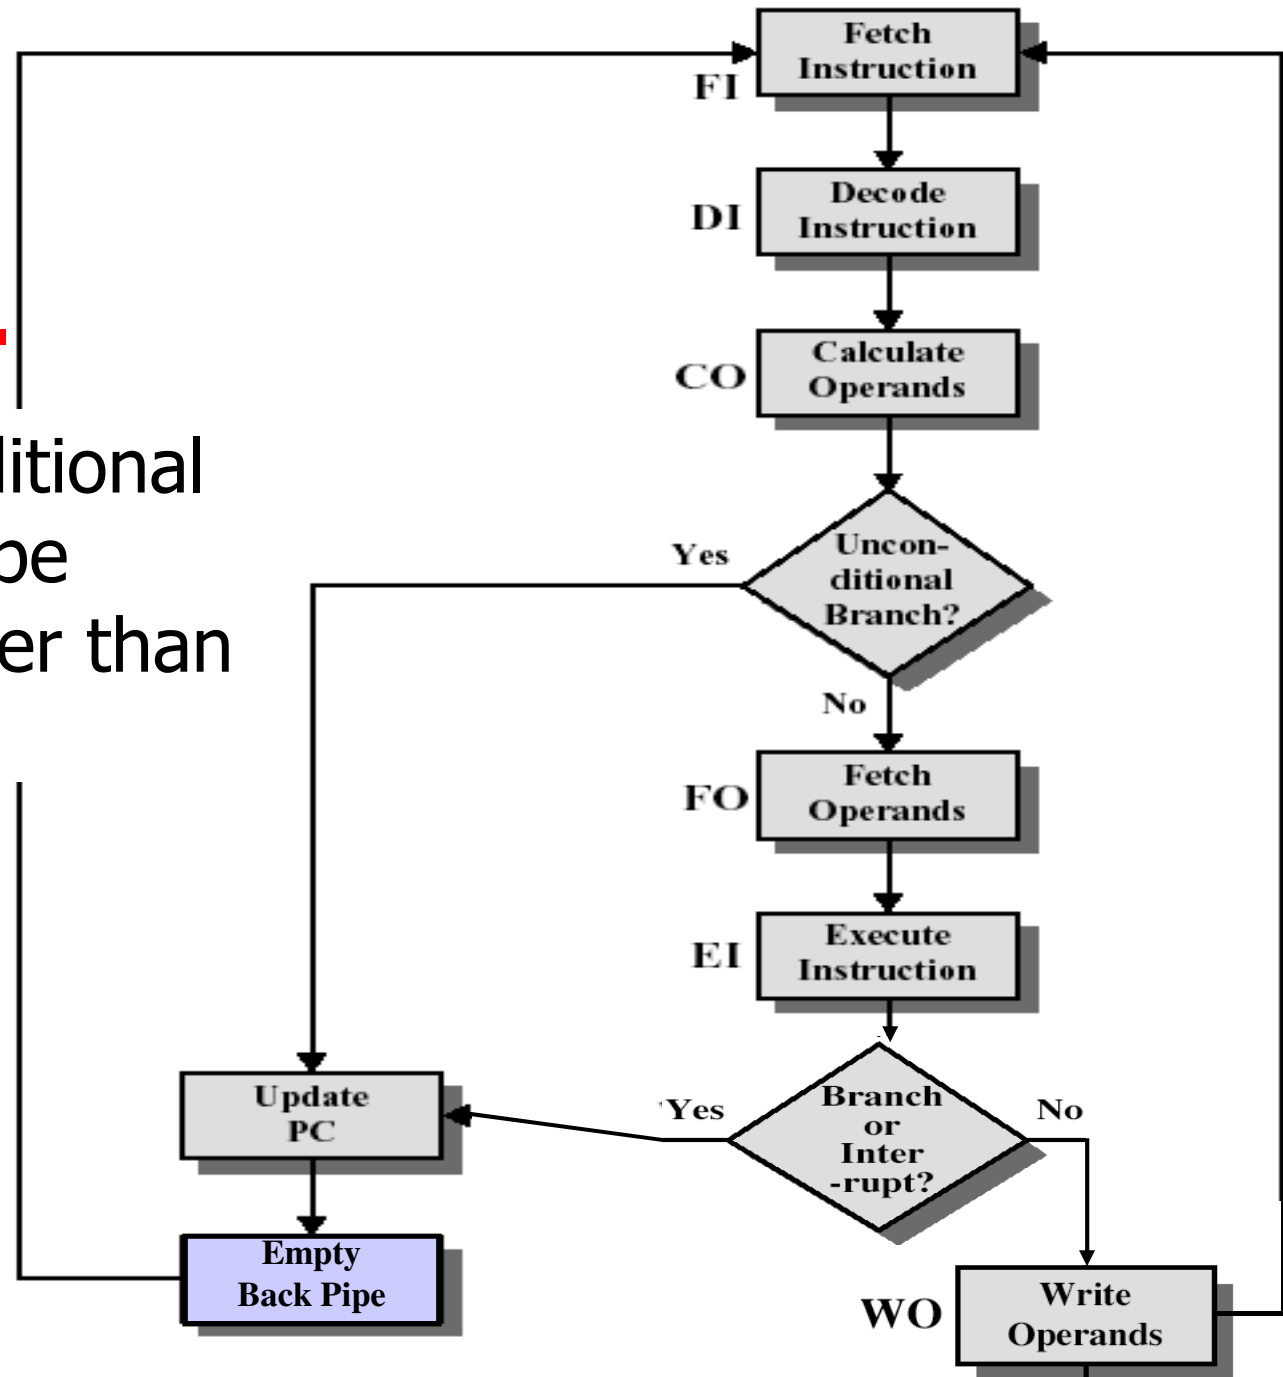 Fetch
Instruction
FI
Decode
Instruction
DI
Calculate
Operands
CO
ditional
be
er than
Uncon-
ditional
Branch?
Yes
No
Fetch
Operands
FO
Execute
Instruction
EI
Branch
or
Inter
-rupt?
Yes
No
Update
PC
Empty
Back Pipe
Write
Operands
WO